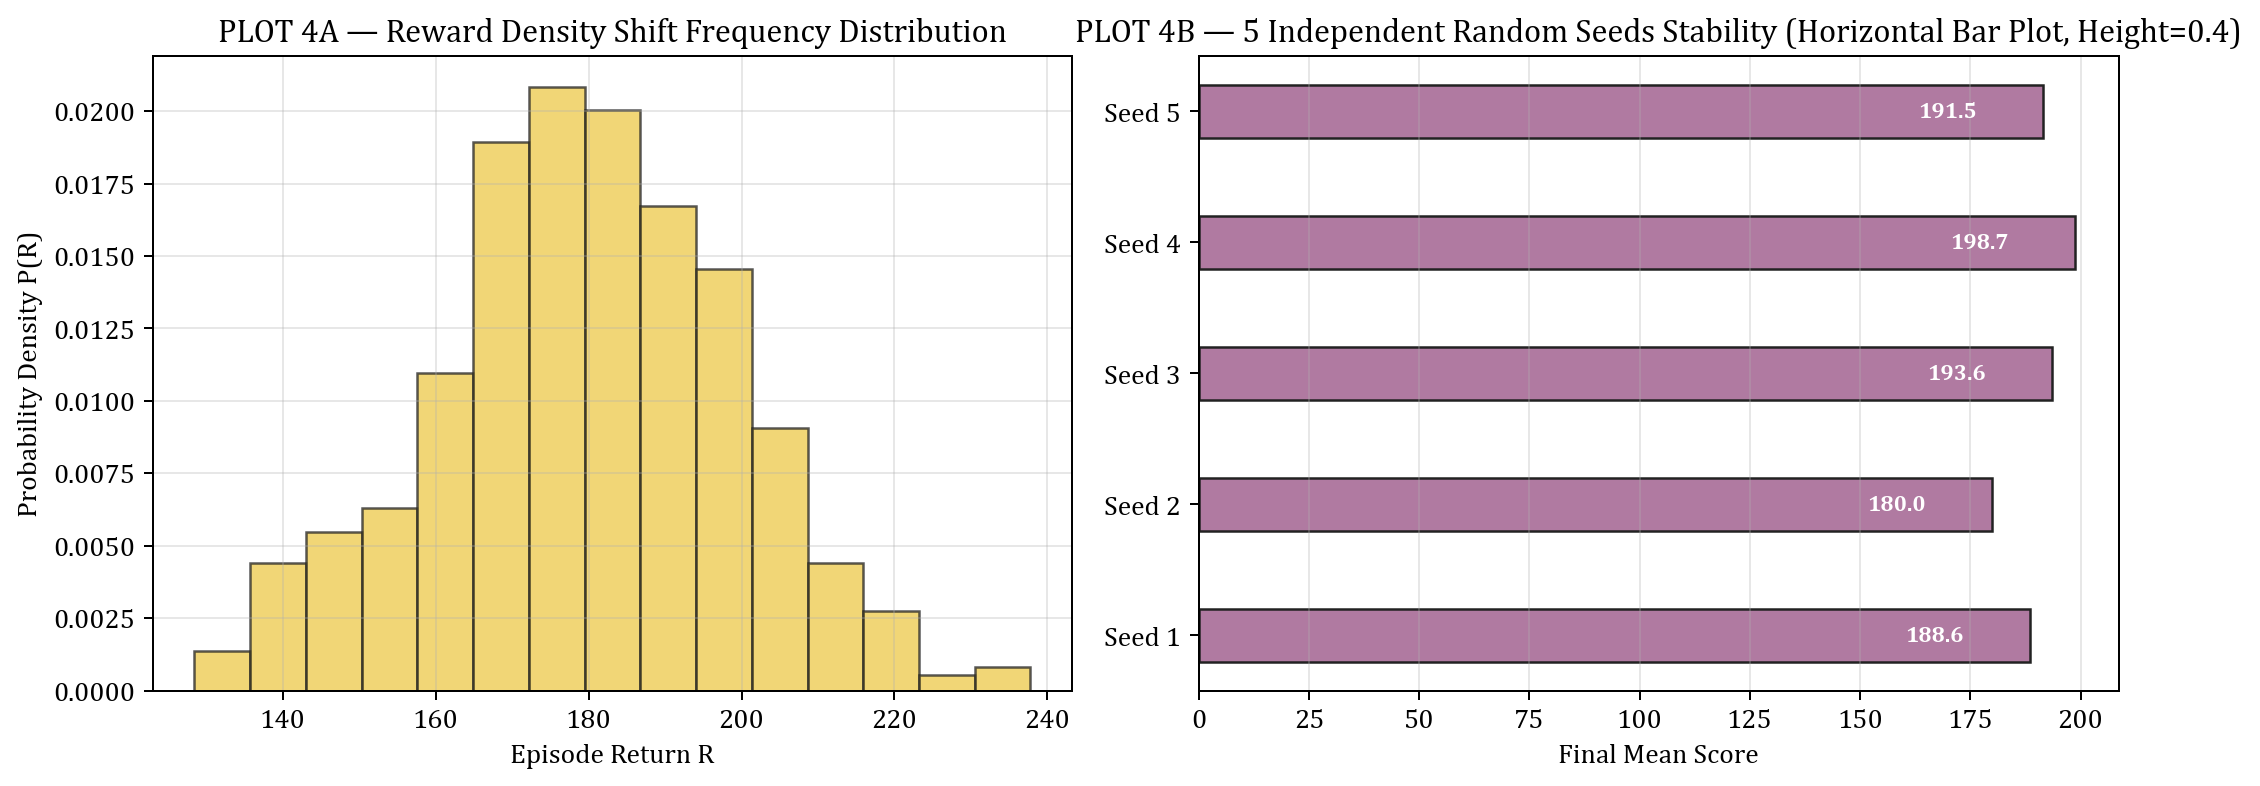 PLOT 4A — Reward Density Shift Frequency Distribution
Probability Density P(R)
0.0200
0.0175
0.0150
0.0125
0.0100
0.0075
0.0050
0.0025
0.0000
140 160 180 200 220 240
Episode Return R
PLOT 4B — 5 Independent Random Seeds Stability (Horizontal Bar Plot, Height=0.4)
Seed 5 191.5
Seed 4 198.7
Seed 3 193.6
Seed 2 180.0
Seed 1 188.6
0 25 50 75 100 125 150 175 200
Final Mean Score